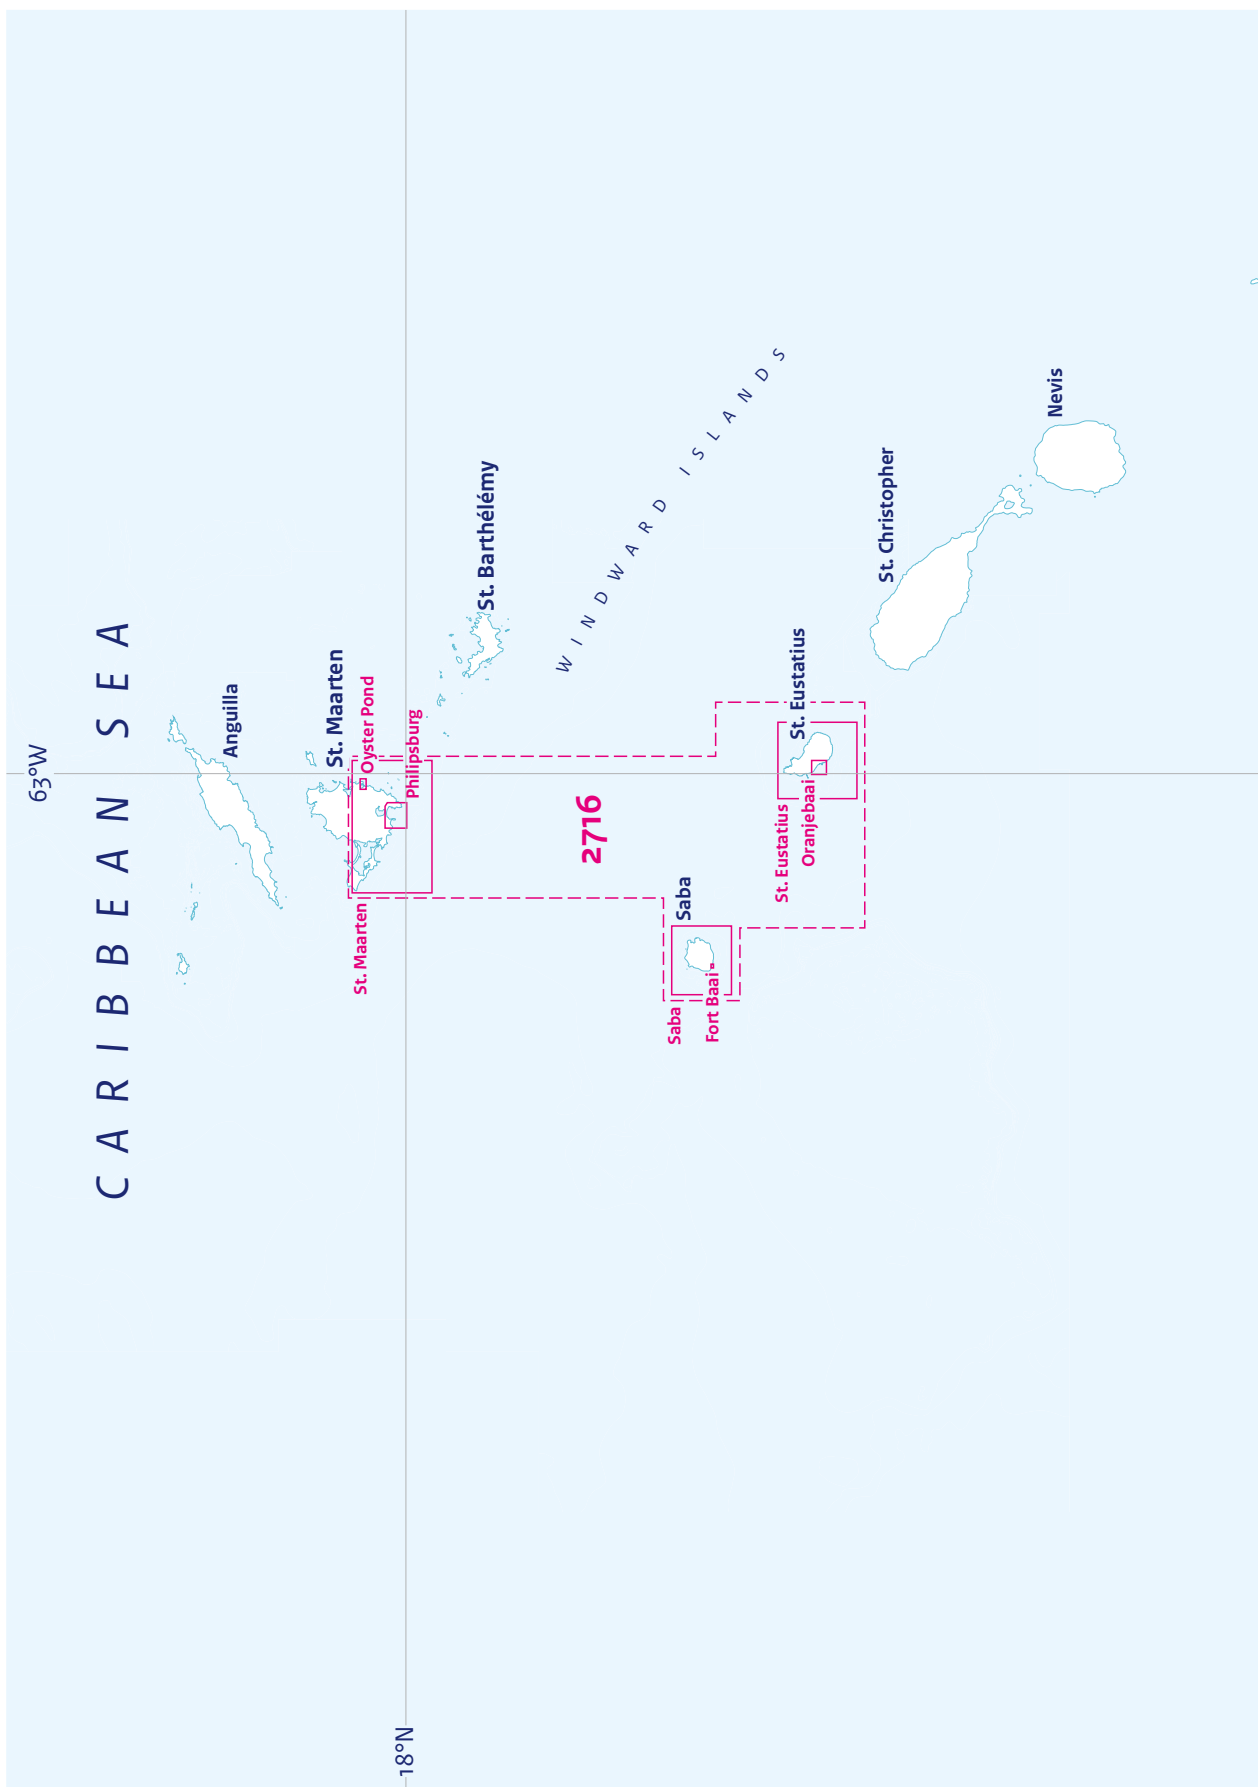 63°W
CARIBBEAN SEA
Anguilla
St. Maarten
Oyster Pond
Philipsburg
St. Maarten
18°N
St. Barthélémy
WINDWARD ISLANDS
2716
Saba
Saba
Fort Baai
St. Eustatius
St. Eustatius
Oranjebaai
St. Christopher
Nevis